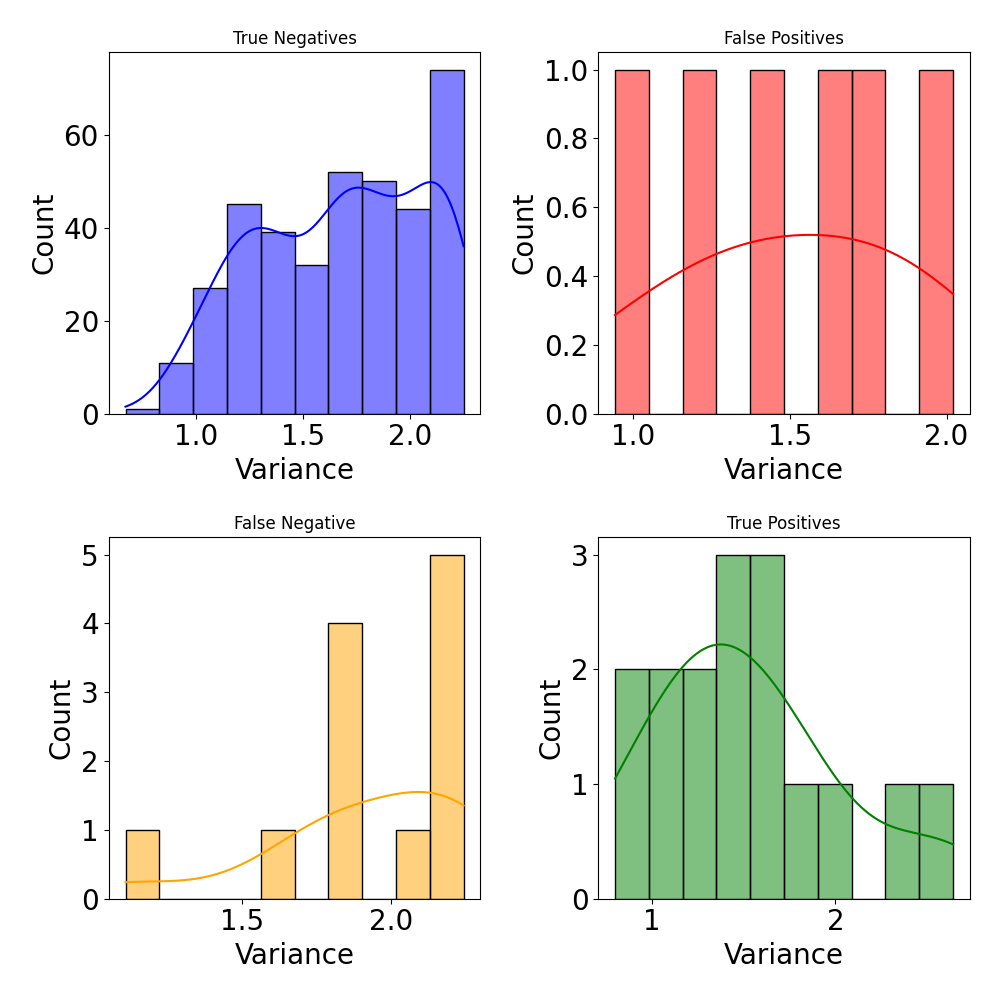 True Negatives
Count
60
40
20
0
1.0 1.5 2.0
Variance
False Positives
Count
1.0
0.8
0.6
0.4
0.2
0.0
1.0 1.5 2.0
Variance
False Negative
Count
5
4
3
2
1
0
1.5 2.0
Variance
True Positives
Count
3
2
1
0
1 2
Variance